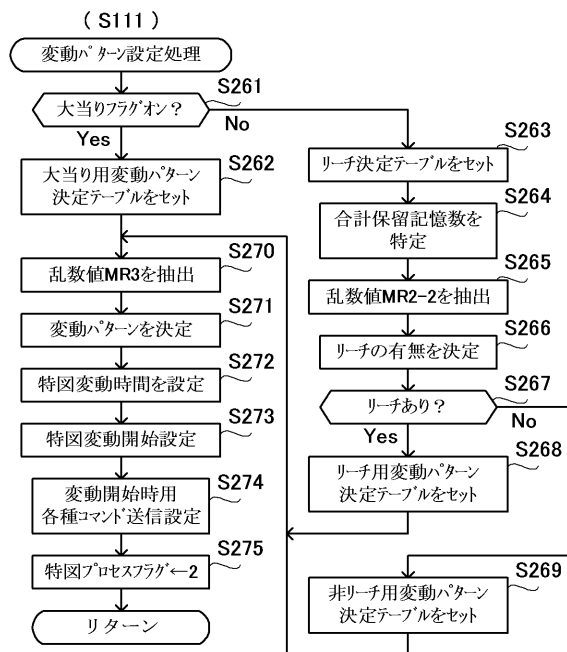 (S111)
変動パターン設定処理
大当りフラグオン？
S261
Yes
No
大当り用変動パターン
決定テーブルをセット
S262
乱数値MR3を抽出
S270
変動パターンを決定
S271
特図変動時間を設定
S272
特図変動開始設定
S273
変動開始時用
各種コマンド送信設定
S274
特図プロセスフラグ←2
S275
リターン
リーチ決定テーブルをセット
S263
合計保留記憶数を
特定
S264
乱数値MR2-2を抽出
S265
リーチの有無を決定
S266
リーチあり？
S267
Yes
No
リーチ用変動パターン
決定テーブルをセット
S268
非リーチ用変動パターン
決定テーブルをセット
S269